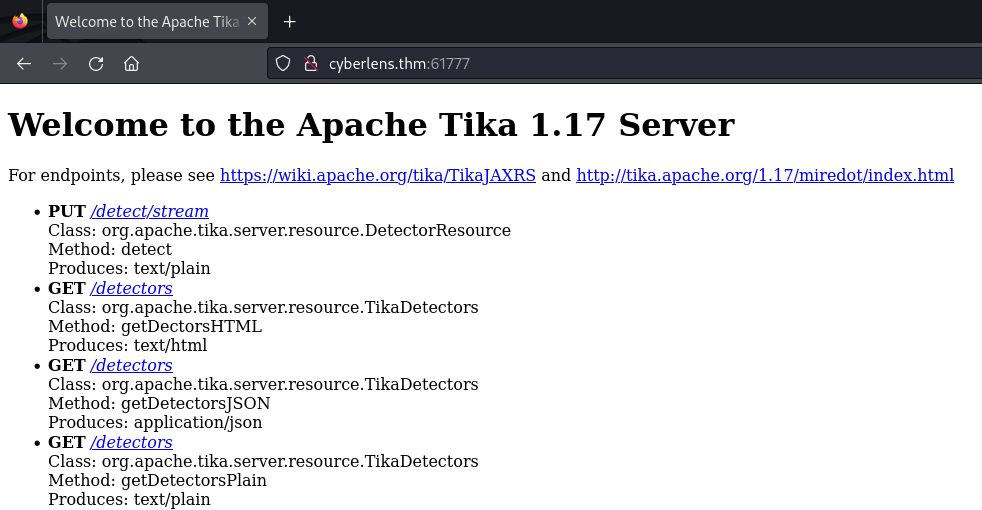 Welcome to the Apache Tika
cyberlens.thm:61777
Welcome to the Apache Tika 1.17 Server
For endpoints, please see https://wiki.apache.org/tika/TikaJAXRS and http://tika.apache.org/1.17/miredot/index.html
• PUT /detect/stream
Class: org.apache.tika.server.resource.DetectorResource
Method: detect
Produces: text/plain
• GET /detectors
Class: org.apache.tika.server.resource.TikaDetectors
Method: getDectorsHTML
Produces: text/html
• GET /detectors
Class: org.apache.tika.server.resource.TikaDetectors
Method: getDetectorsJSON
Produces: application/json
• GET /detectors
Class: org.apache.tika.server.resource.TikaDetectors
Method: getDetectorsPlain
Produces: text/plain